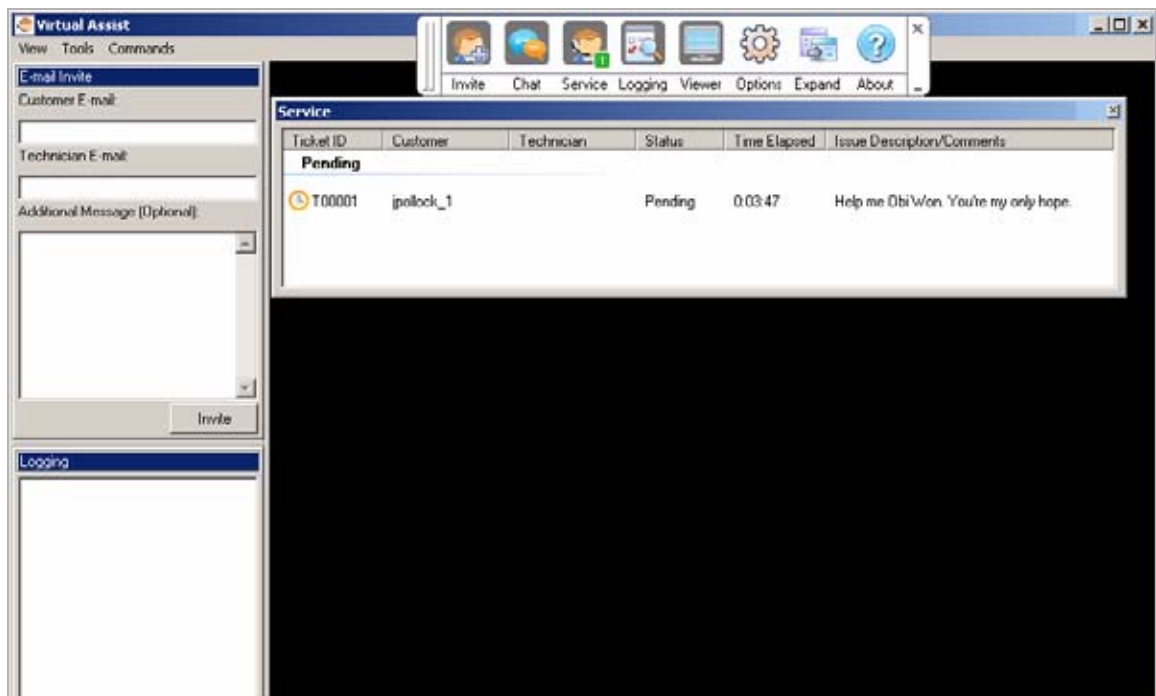 Virtual Assist
View Tools Commands
Invite Chat Service Logging Viewer Options Expand About
1
E-mail Invite
Customer E-mail:
Technician E-mail:
Additional Message (Optional):
Invite
Logging
Service
Ticket ID Customer Technician Status Time Elapsed Issue Description/Comments
Pending
T00001 jpollock_1 Pending 0:03:47 Help me Obi Won. You're my only hope.